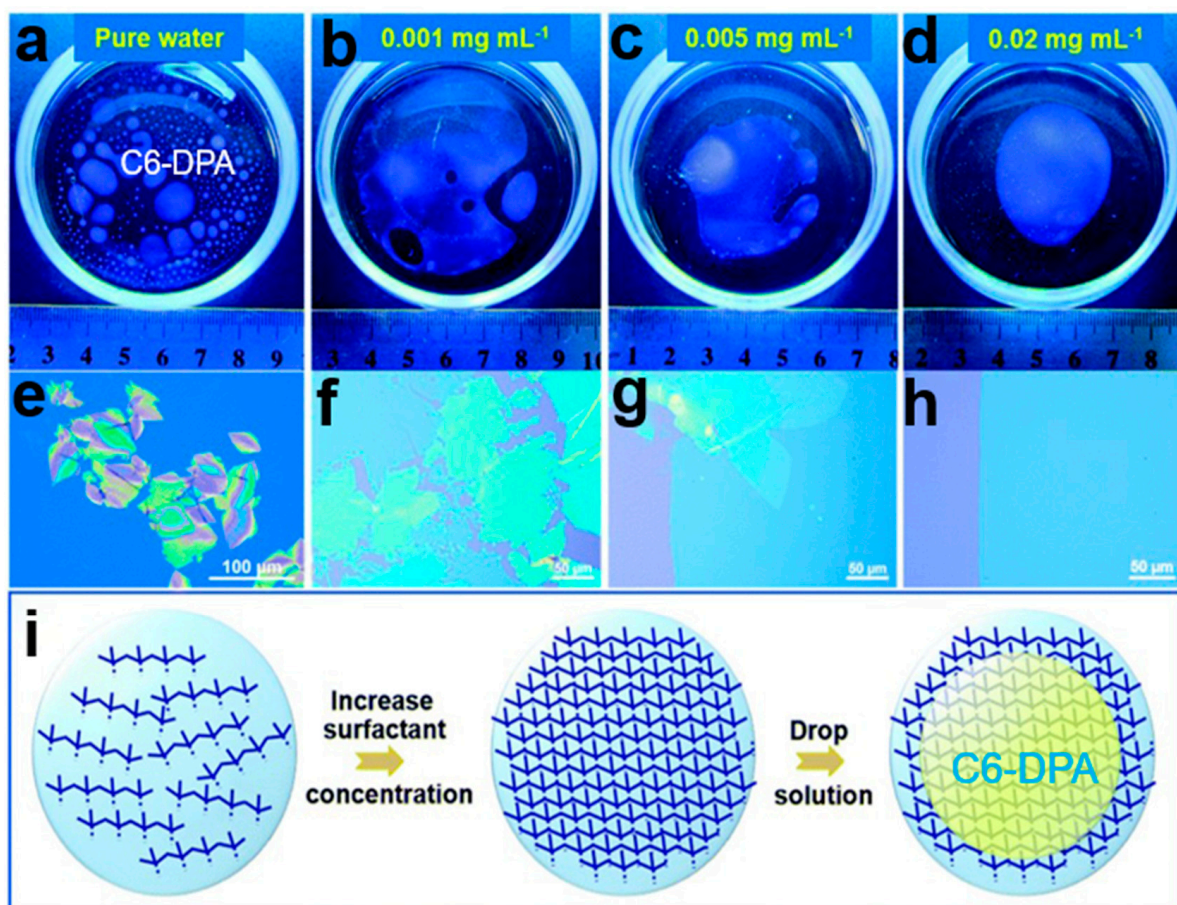 a
Pure water
C6-DPA
2 3 4 5 6 7 8 9
b
0.001 mg mL⁻¹
3 4 5 6 7 8 9 10
c
0.005 mg mL⁻¹
1 2 3 4 5 6 7 8
d
0.02 mg mL⁻¹
2 3 4 5 6 7 8
e
100 μm
f
50 μm
g
50 μm
h
50 μm
i
Increase
surfactant
concentration
Drop
solution
C6-DPA